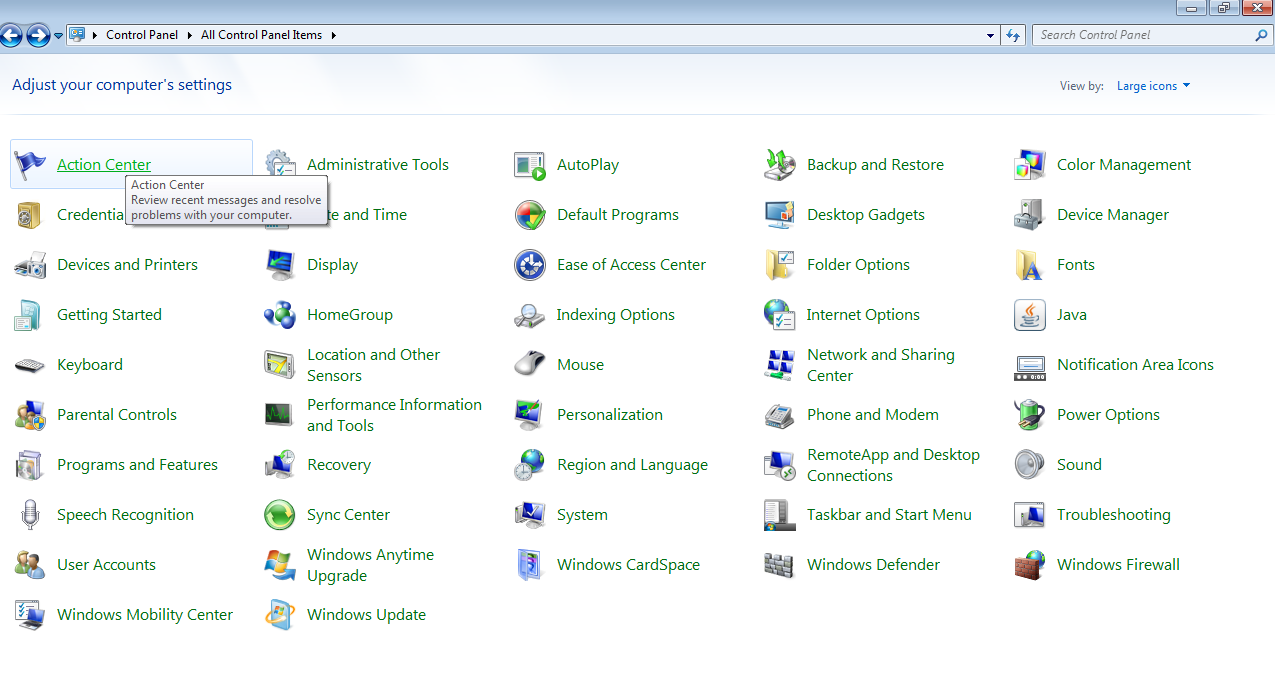 Control Panel
All Control Panel Items
Search Control Panel
Adjust your computer's settings
View by:
Large icons
Action Center
Administrative Tools
AutoPlay
Backup and Restore
Color Management
Action Center
Review recent messages and resolve
problems with your computer.
and Time
Default Programs
Desktop Gadgets
Device Manager
Devices and Printers
Display
Ease of Access Center
Folder Options
Fonts
Getting Started
HomeGroup
Indexing Options
Internet Options
Java
Keyboard
Location and Other
Sensors
Mouse
Network and Sharing
Center
Notification Area Icons
Parental Controls
Performance Information
and Tools
Personalization
Phone and Modem
Power Options
Programs and Features
Recovery
Region and Language
RemoteApp and Desktop
Connections
Sound
Speech Recognition
Sync Center
System
Taskbar and Start Menu
Troubleshooting
User Accounts
Windows Anytime
Upgrade
Windows CardSpace
Windows Defender
Windows Firewall
Windows Mobility Center
Windows Update